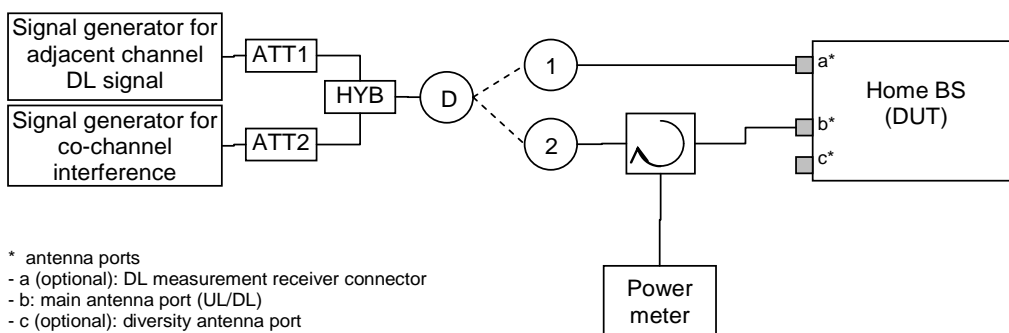 Signal generator for
adjacent channel
DL signal
ATT1
HYB
Signal generator for
co-channel
interference
ATT2
D
1
2
a*
b*
c*
Home BS
(DUT)
Power
meter
* antenna ports
- a (optional): DL measurement receiver connector
- b: main antenna port (UL/DL)
- c (optional): diversity antenna port